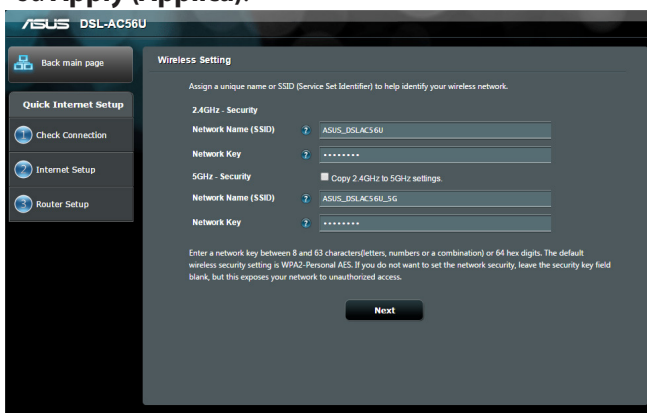 Apply (Applica).
ASUS DSL-AC56U
Back main page
Quick Internet Setup
1 Check Connection
2 Internet Setup
3 Router Setup
Wireless Setting
Assign a unique name or SSID (Service Set Identifier) to help identify your wireless network.
2.4GHz - Security
Network Name (SSID) ? ASUS_DSLAC56U
Network Key ? ········
5GHz - Security Copy 2.4GHz to 5GHz settings.
Network Name (SSID) ? ASUS_DSLAC56U_5G
Network Key ? ········
Enter a network key between 8 and 63 characters(letters, numbers or a combination) or 64 hex digits. The default
wireless security setting is WPA2-Personal AES. If you do not want to set the network security, leave the security key field
blank, but this exposes your network to unauthorized access.
Next